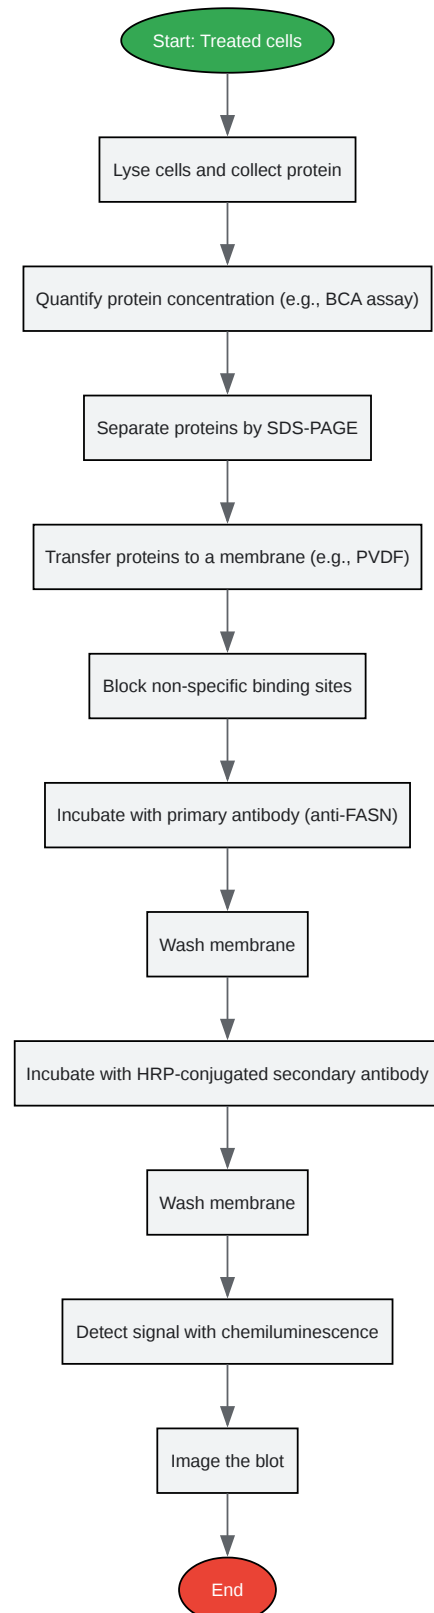 Start: Treated cells
Lyse cells and collect protein
Quantify protein concentration (e.g., BCA assay)
Separate proteins by SDS-PAGE
Transfer proteins to a membrane (e.g., PVDF)
Block non-specific binding sites
Incubate with primary antibody (anti-FASN)
Wash membrane
Incubate with HRP-conjugated secondary antibody
Wash membrane
Detect signal with chemiluminescence
Image the blot
End